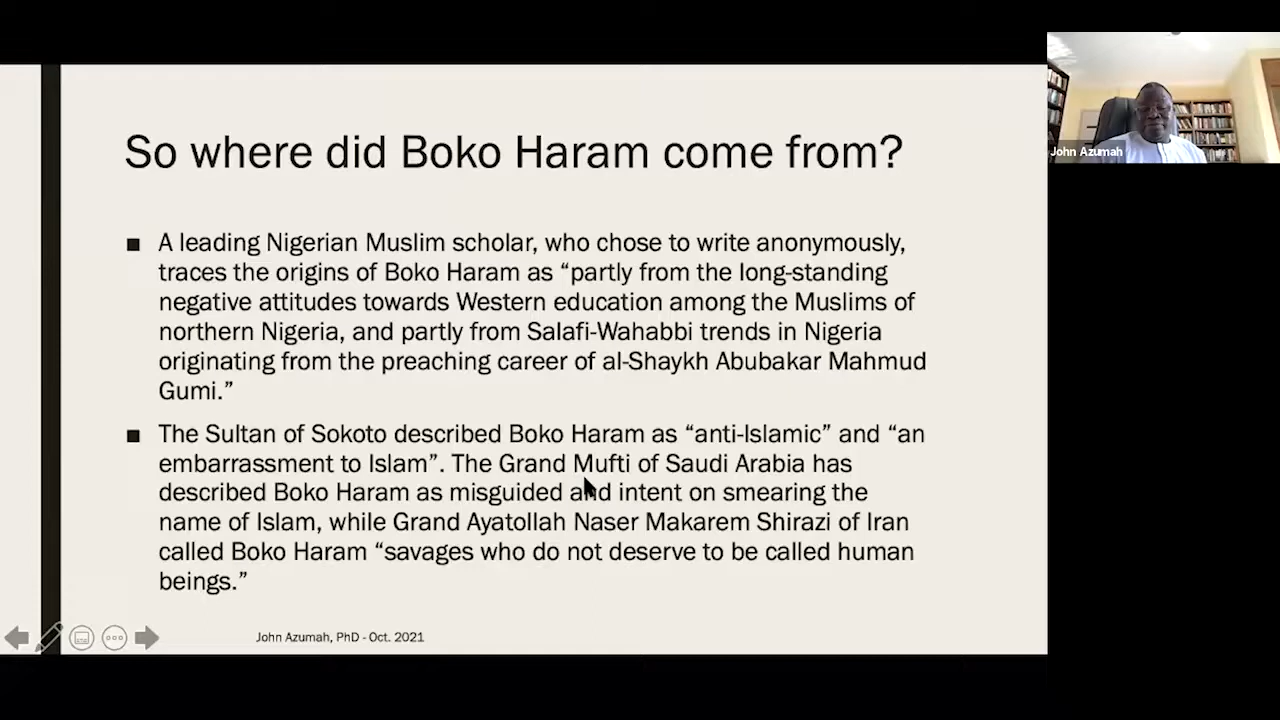 So where did Boko Haram come from?
■ A leading Nigerian Muslim scholar, who chose to write anonymously,
traces the origins of Boko Haram as “partly from the long-standing
negative attitudes towards Western education among the Muslims of
northern Nigeria, and partly from Salafi-Wahabbi trends in Nigeria
originating from the preaching career of al-Shaykh Abubakar Mahmud
Gumi.”
■ The Sultan of Sokoto described Boko Haram as “anti-Islamic” and “an
embarrassment to Islam”. The Grand Mufti of Saudi Arabia has
described Boko Haram as misguided and intent on smearing the
name of Islam, while Grand Ayatollah Naser Makarem Shirazi of Iran
called Boko Haram “savages who do not deserve to be called human
beings.”
John Azumah, PhD - Oct. 2021
John Azumah